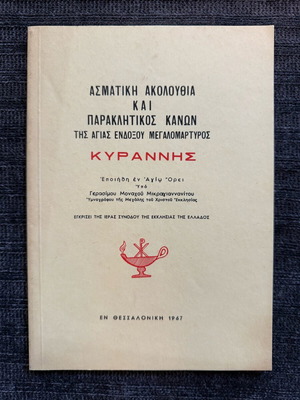 ΑΣΜΑΤΙΚΗ ΑΚΟΛΟΥΘΙΑ
ΚΑΙ
ΠΑΡΑΚΛΗΤΙΚΟΣ ΚΑΝΩΝ
ΤΗΣ ΑΓΙΑΣ ΕΝΔΟΞΟΥ ΜΕΓΑΛΟΜΑΡΤΥΡΟΣ
ΚΥΡΑΝΝΗΣ
Ἐποιήθη ἐν Ἁγίῳ Ὄρει
Ὑπό
Γερασίμου Μοναχοῦ Μικραγιαννανίτου
Ὑμνογράφου τῆς Μεγάλης τοῦ Χριστοῦ Ἐκκλησίας
ΕΓΚΡΙΣΕΙ ΤΗΣ ΙΕΡΑΣ ΣΥΝΟΔΟΥ ΤΗΣ ΕΚΚΛΗΣΙΑΣ ΤΗΣ ΕΛΛΑΔΟΣ
ΕΝ ΘΕΣΣΑΛΟΝΙΚΗ 1967